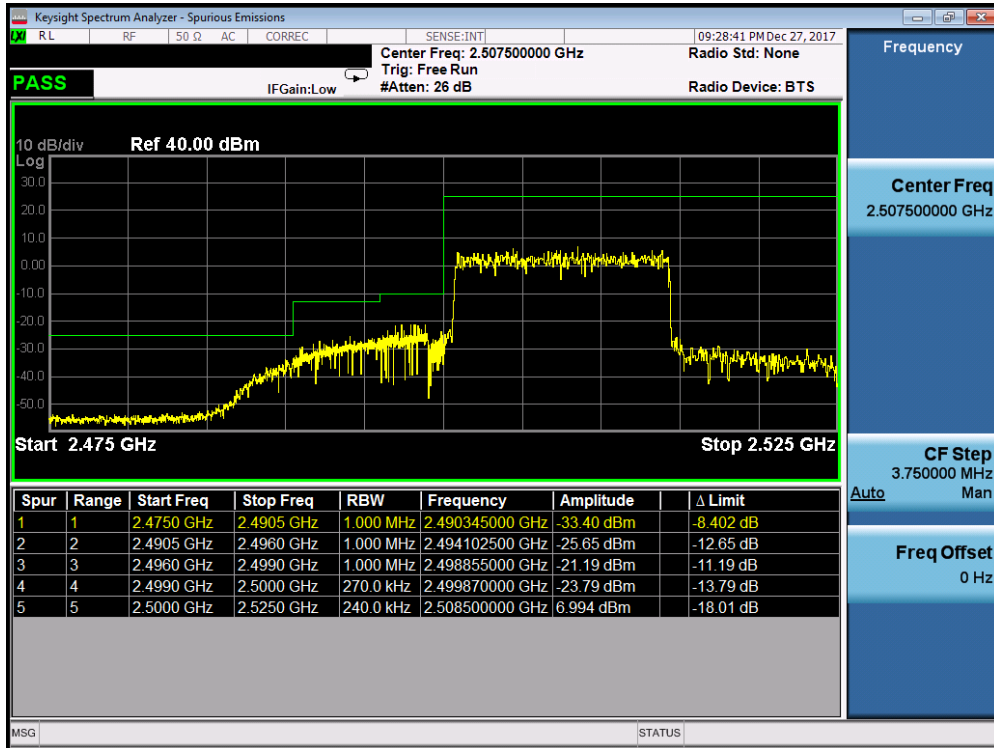 Keysight Spectrum Analyzer - Spurious Emissions
LXI RL RF 50 Ω AC CORREC SENSE:INT 09:28:41 PM Dec 27, 2017
Center Freq: 2.507500000 GHz Radio Std: None
Trig: Free Run
PASS IFGain:Low #Atten: 26 dB Radio Device: BTS
Frequency
10 dB/div Ref 40.00 dBm
Log
30.0
20.0
10.0
0.00
-10.0
-20.0
-30.0
-40.0
-50.0
Start 2.475 GHz Stop 2.525 GHz
Spur Range Start Freq Stop Freq RBW Frequency Amplitude Δ Limit
1 1 2.4750 GHz 2.4905 GHz 1.000 MHz 2.490345000 GHz -33.40 dBm -8.402 dB
2 2 2.4905 GHz 2.4960 GHz 1.000 MHz 2.494102500 GHz -25.65 dBm -12.65 dB
3 3 2.4960 GHz 2.4990 GHz 1.000 MHz 2.498855000 GHz -21.19 dBm -11.19 dB
4 4 2.4990 GHz 2.5000 GHz 270.0 kHz 2.499870000 GHz -23.79 dBm -13.79 dB
5 5 2.5000 GHz 2.5250 GHz 240.0 kHz 2.508500000 GHz 6.994 dBm -18.01 dB
Center Freq
2.507500000 GHz
CF Step
3.750000 MHz
Auto Man
Freq Offset
0 Hz
MSG STATUS